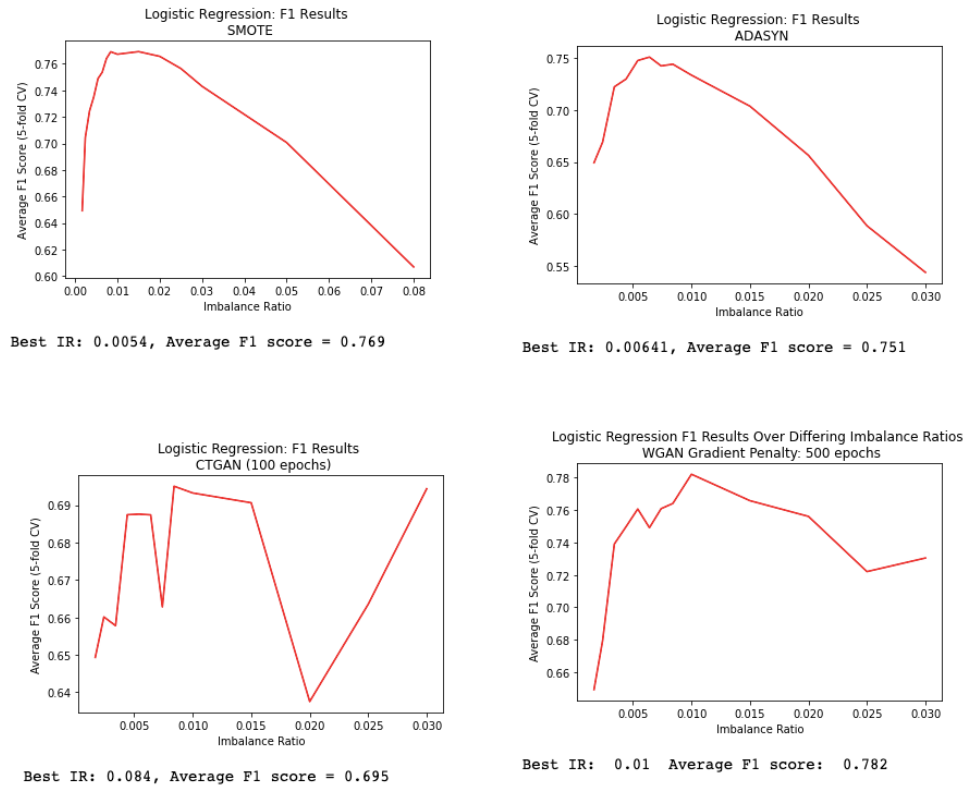 Logistic Regression: F1 Results
SMOTE
Average F1 Score (5-fold CV)
0.76
0.74
0.72
0.70
0.68
0.66
0.64
0.62
0.60
0.00 0.01 0.02 0.03 0.04 0.05 0.06 0.07 0.08
Imbalance Ratio
Best IR: 0.0054, Average F1 score = 0.769
Logistic Regression: F1 Results
ADASYN
Average F1 Score (5-fold CV)
0.75
0.70
0.65
0.60
0.55
0.005 0.010 0.015 0.020 0.025 0.030
Imbalance Ratio
Best IR: 0.00641, Average F1 score = 0.751
Logistic Regression: F1 Results
CTGAN (100 epochs)
Average F1 Score (5-fold CV)
0.69
0.68
0.67
0.66
0.65
0.64
0.005 0.010 0.015 0.020 0.025 0.030
Imbalance Ratio
Best IR: 0.084, Average F1 score = 0.695
Logistic Regression F1 Results Over Differing Imbalance Ratios
WGAN Gradient Penalty: 500 epochs
Average F1 Score (5-fold CV)
0.78
0.76
0.74
0.72
0.70
0.68
0.66
0.005 0.010 0.015 0.020 0.025 0.030
Imbalance Ratio
Best IR: 0.01 Average F1 score: 0.782